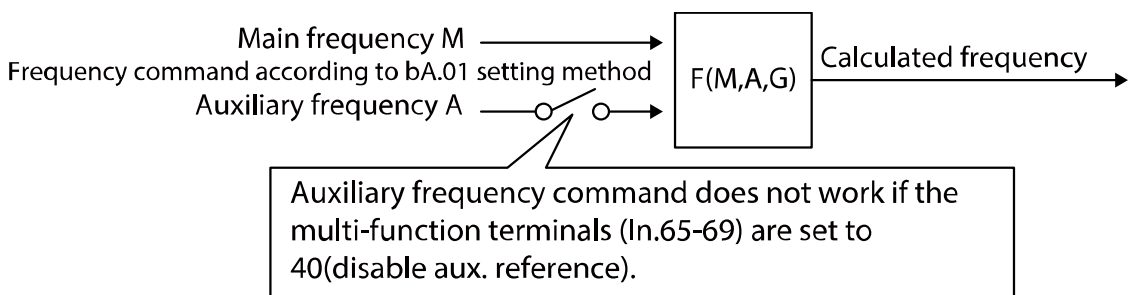 Main frequency M
Frequency command according to bA.01 setting method
Auxiliary frequency A
F(M,A,G)
Calculated frequency
Auxiliary frequency command does not work if the
multi-function terminals (In.65-69) are set to
40(disable aux. reference).